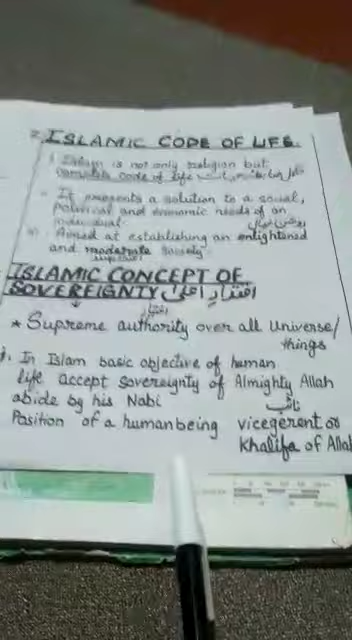 ISLAMIC CODE OF LIFE.
Islam is not only religion but
complete code of life
It presents a solution to a social,
Political and economic needs of an
individual.
Aimed at establishing an enlightened
and moderate society.
ISLAMIC CONCEPT OF
SOVEREIGNTY اقتدار اعلیٰ
* Supreme authority over all Universe/
things
In Islam basic objective of human
life accept sovereignty of Almighty Allah
abide by his Nabi نائب
Position of a humanbeing vicegerent or
Khalifa of Allah